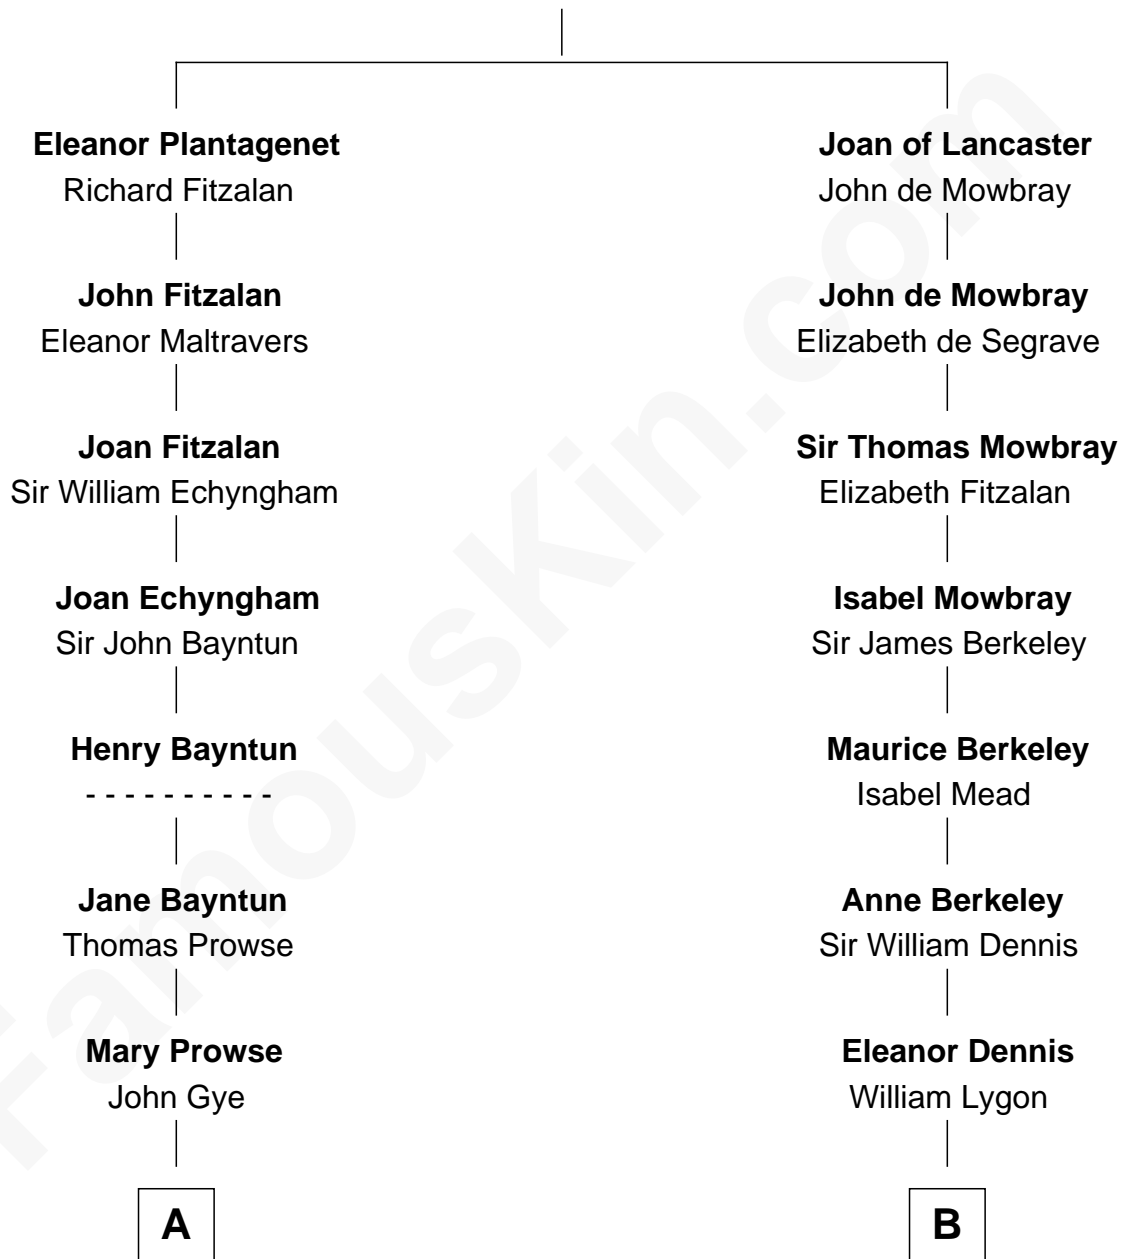 Eleanor Plantagenet
Richard Fitzalan
John Fitzalan
Eleanor Maltravers
Joan Fitzalan
Sir William Echyngham
Joan Echyngham
Sir John Bayntun
Henry Bayntun
- - - - - - - - - -
Jane Bayntun
Thomas Prowse
Mary Prowse
John Gye
A
Joan of Lancaster
John de Mowbray
John de Mowbray
Elizabeth de Segrave
Sir Thomas Mowbray
Elizabeth Fitzalan
Isabel Mowbray
Sir James Berkeley
Maurice Berkeley
Isabel Mead
Anne Berkeley
Sir William Dennis
Eleanor Dennis
William Lygon
B
FamousKin.com